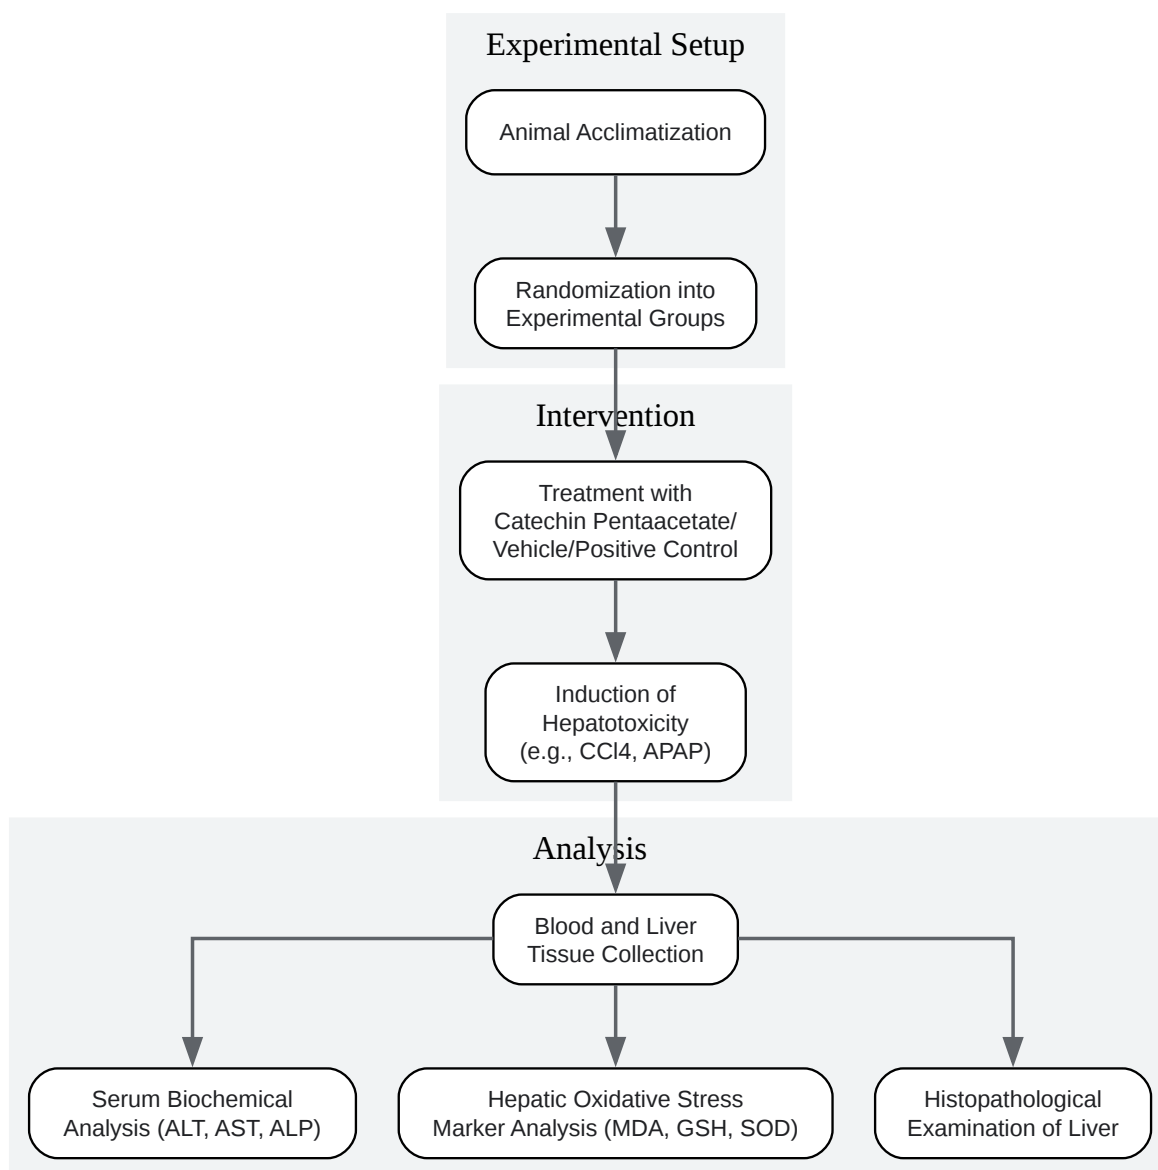 Experimental Setup
Animal Acclimatization
Randomization into
Experimental Groups
Intervention
Treatment with
Catechin Pentaacetate/
Vehicle/Positive Control
Induction of
Hepatotoxicity
(e.g., CCl4, APAP)
Analysis
Blood and Liver
Tissue Collection
Serum Biochemical
Analysis (ALT, AST, ALP)
Hepatic Oxidative Stress
Marker Analysis (MDA, GSH, SOD)
Histopathological
Examination of Liver